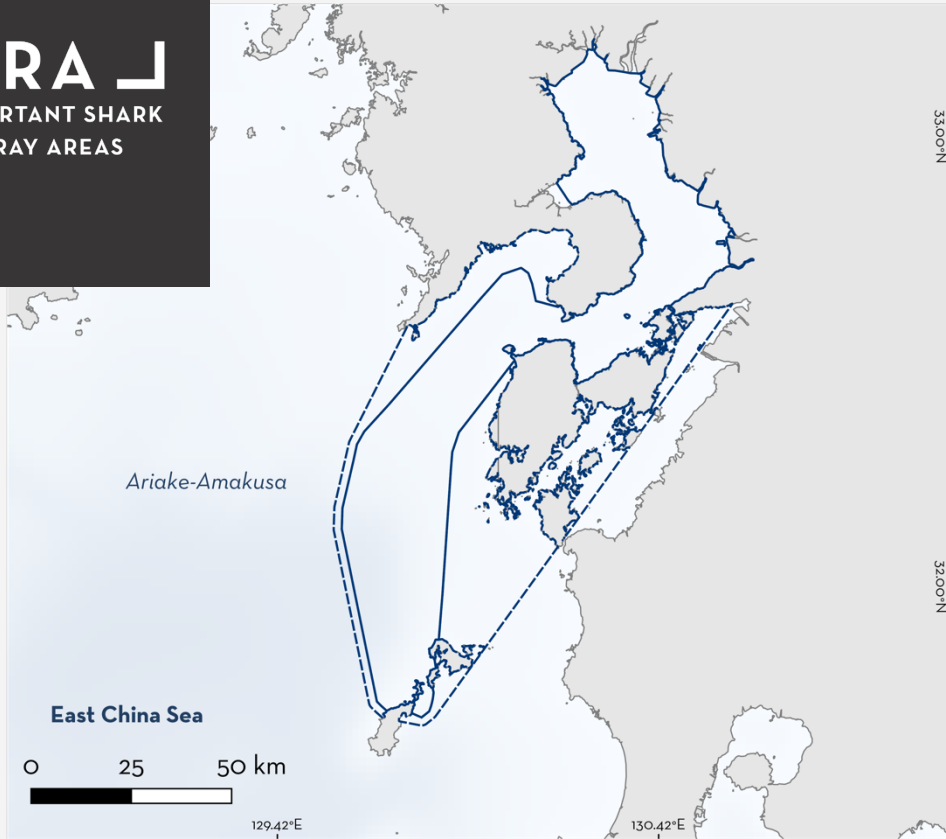 RA
RTANT SHARK
RAY AREAS
33.00°N
Ariake-Amakusa
32.00°N
East China Sea
0 25 50 km
129.42°E 130.42°E